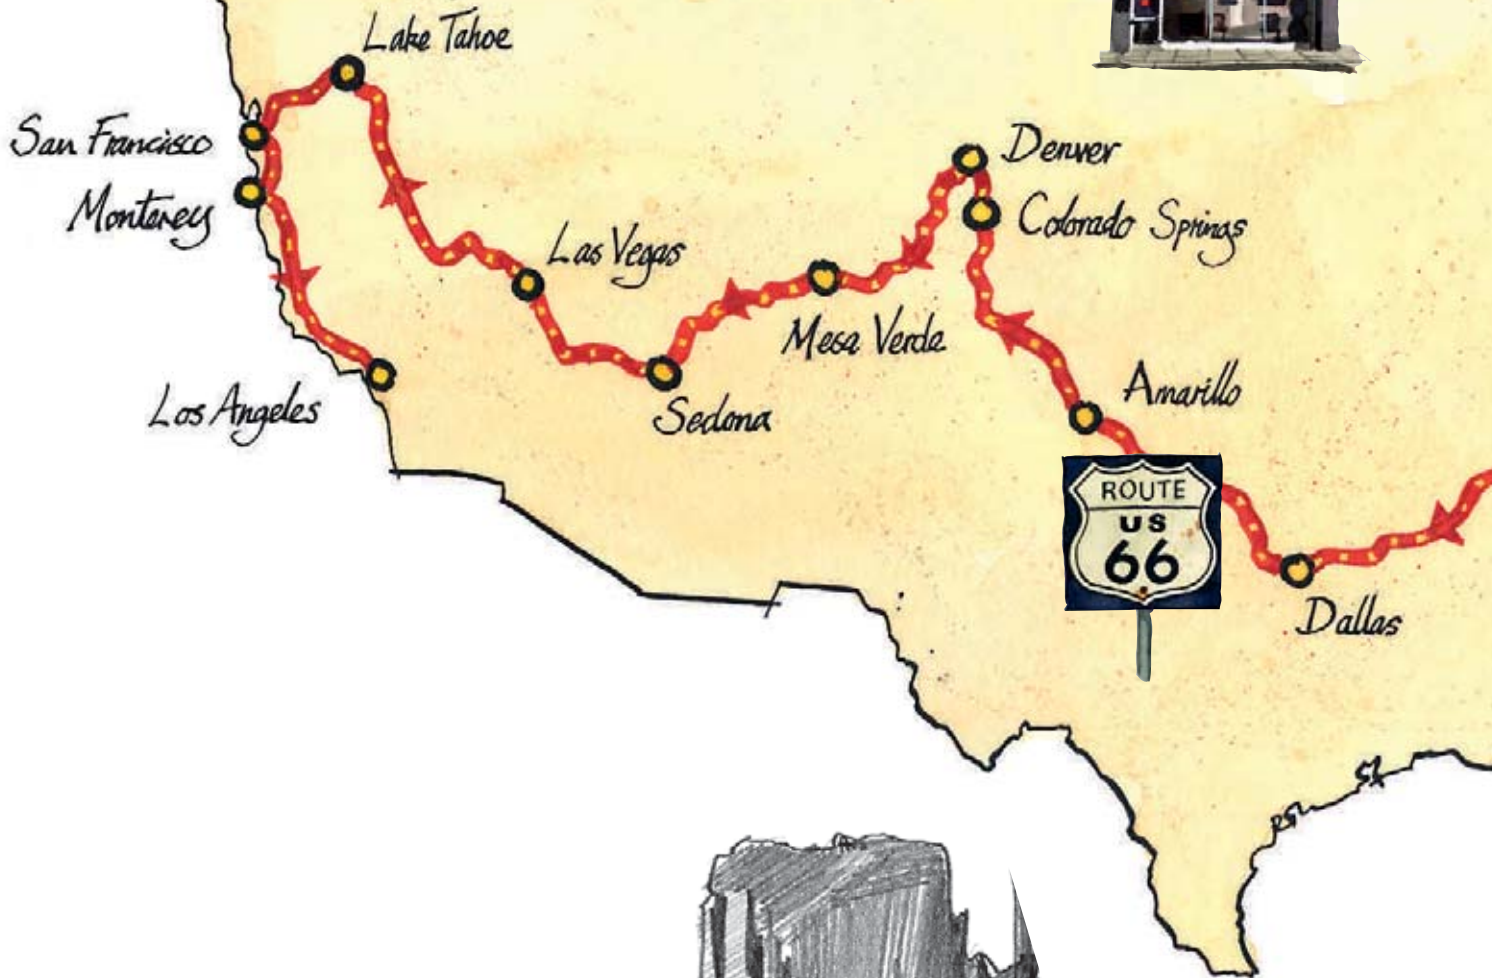 Lake Tahoe
San Francisco
Denver
Monterey
Colorado Springs
Las Vegas
Mesa Verde
Amarillo
Los Angeles
Sedona
ROUTE
US
66
Dallas